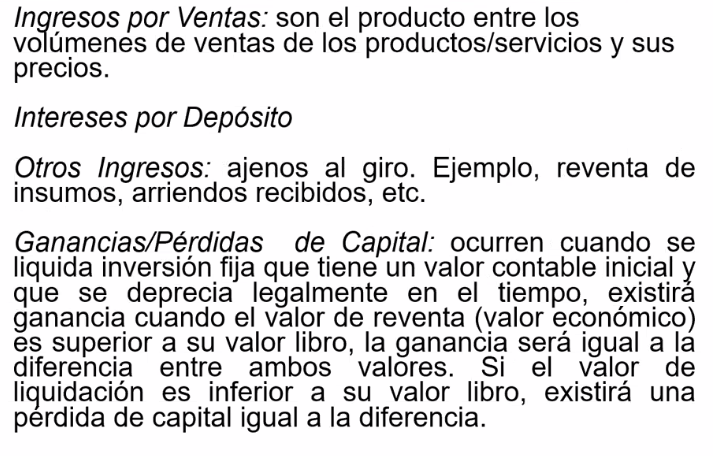 Ingresos por Ventas: son el producto entre los
volúmenes de ventas de los productos/servicios y sus
precios.
Intereses por Depósito
Otros Ingresos: ajenos al giro. Ejemplo, reventa de
insumos, arriendos recibidos, etc.
Ganancias/Pérdidas de Capital: ocurren cuando se
liquida inversión fija que tiene un valor contable inicial y
que se deprecia legalmente en el tiempo, existirá
ganancia cuando el valor de reventa (valor económico)
es superior a su valor libro, la ganancia será igual a la
diferencia entre ambos valores. Si el valor de
liquidación es inferior a su valor libro, existirá una
pérdida de capital igual a la diferencia.